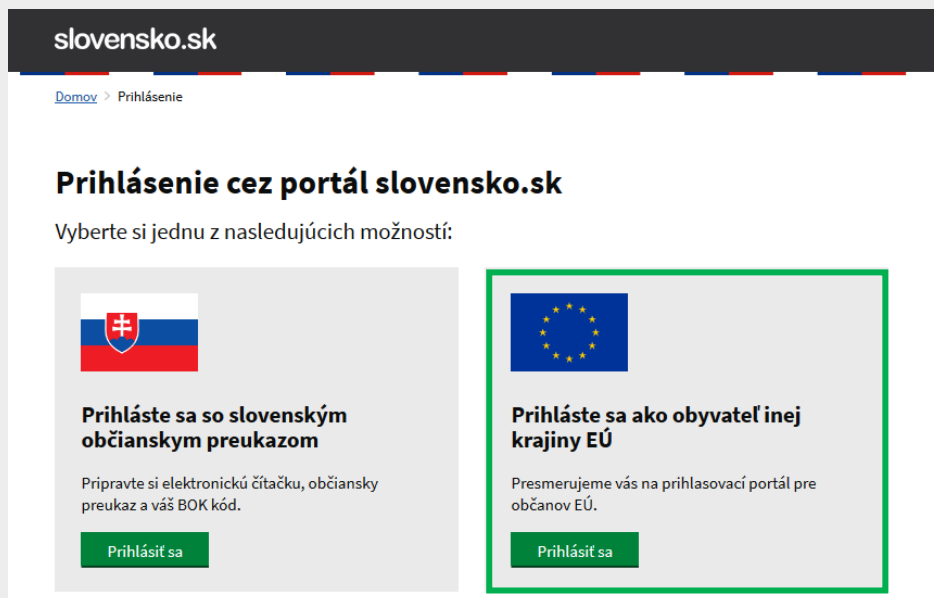 slovensko.sk
Domov > Prihlásenie
Prihlásenie cez portál slovensko.sk
Vyberte si jednu z nasledujúcich možností:
Prihláste sa so slovenským
občianskym preukazom
Pripravte si elektronickú čítačku, občiansky
preukaz a váš BOK kód.
Prihlásiť sa
Prihláste sa ako obyvateľ inej
krajiny EÚ
Presmerujeme vás na prihlasovací portál pre
občanov EÚ.
Prihlásiť sa